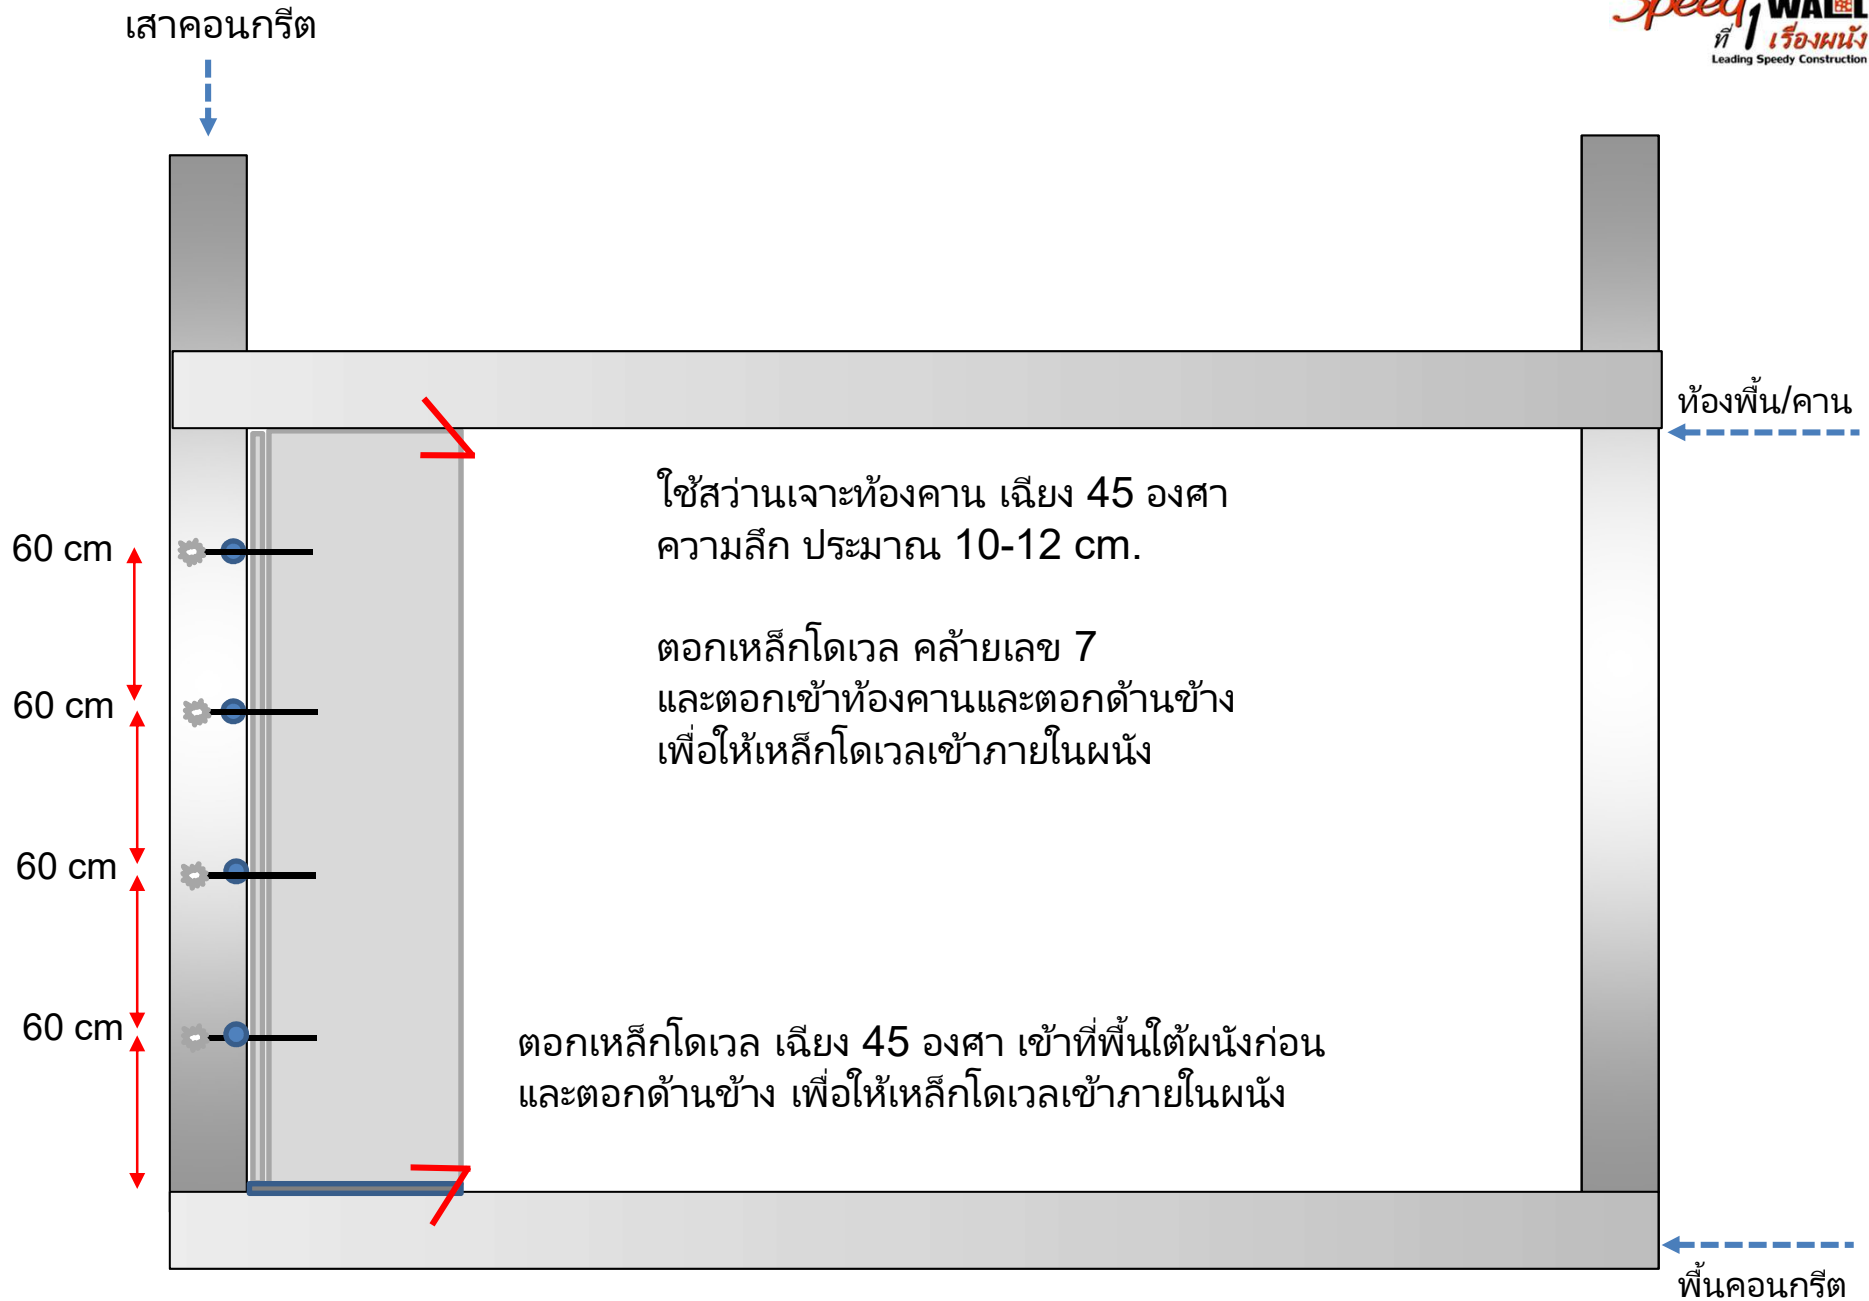 เสาคอนกรีต
Speed WALL
ที่ 1 เรื่องผนัง
Leading Speedy Construction
ท้องพื้น/คาน
ใช้สว่านเจาะท้องคาน เฉียง 45 องศา
ความลึก ประมาณ 10-12 cm.
60 cm
ตอกเหล็กโดเวล คล้ายเลข 7
และตอกเข้าท้องคานและตอกด้านข้าง
เพื่อให้เหล็กโดเวลเข้าภายในผนัง
60 cm
60 cm
60 cm
ตอกเหล็กโดเวล เฉียง 45 องศา เข้าที่พื้นใต้ผนังก่อน
และตอกด้านข้าง เพื่อให้เหล็กโดเวลเข้าภายในผนัง
พื้นคอนกรีต